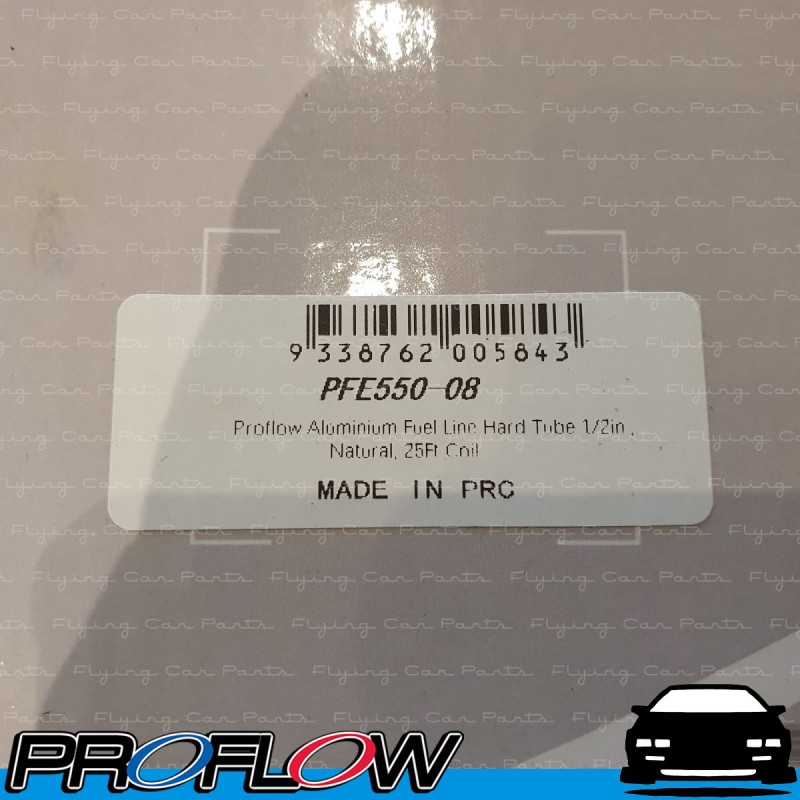 9 338762 005843
PFE550-08
Proflow Aluminium Fuel Line Hard Tube 1/2in ,
Natural, 25Ft Coil
MADE IN PRC
Flying Car Parts
PROFLOW